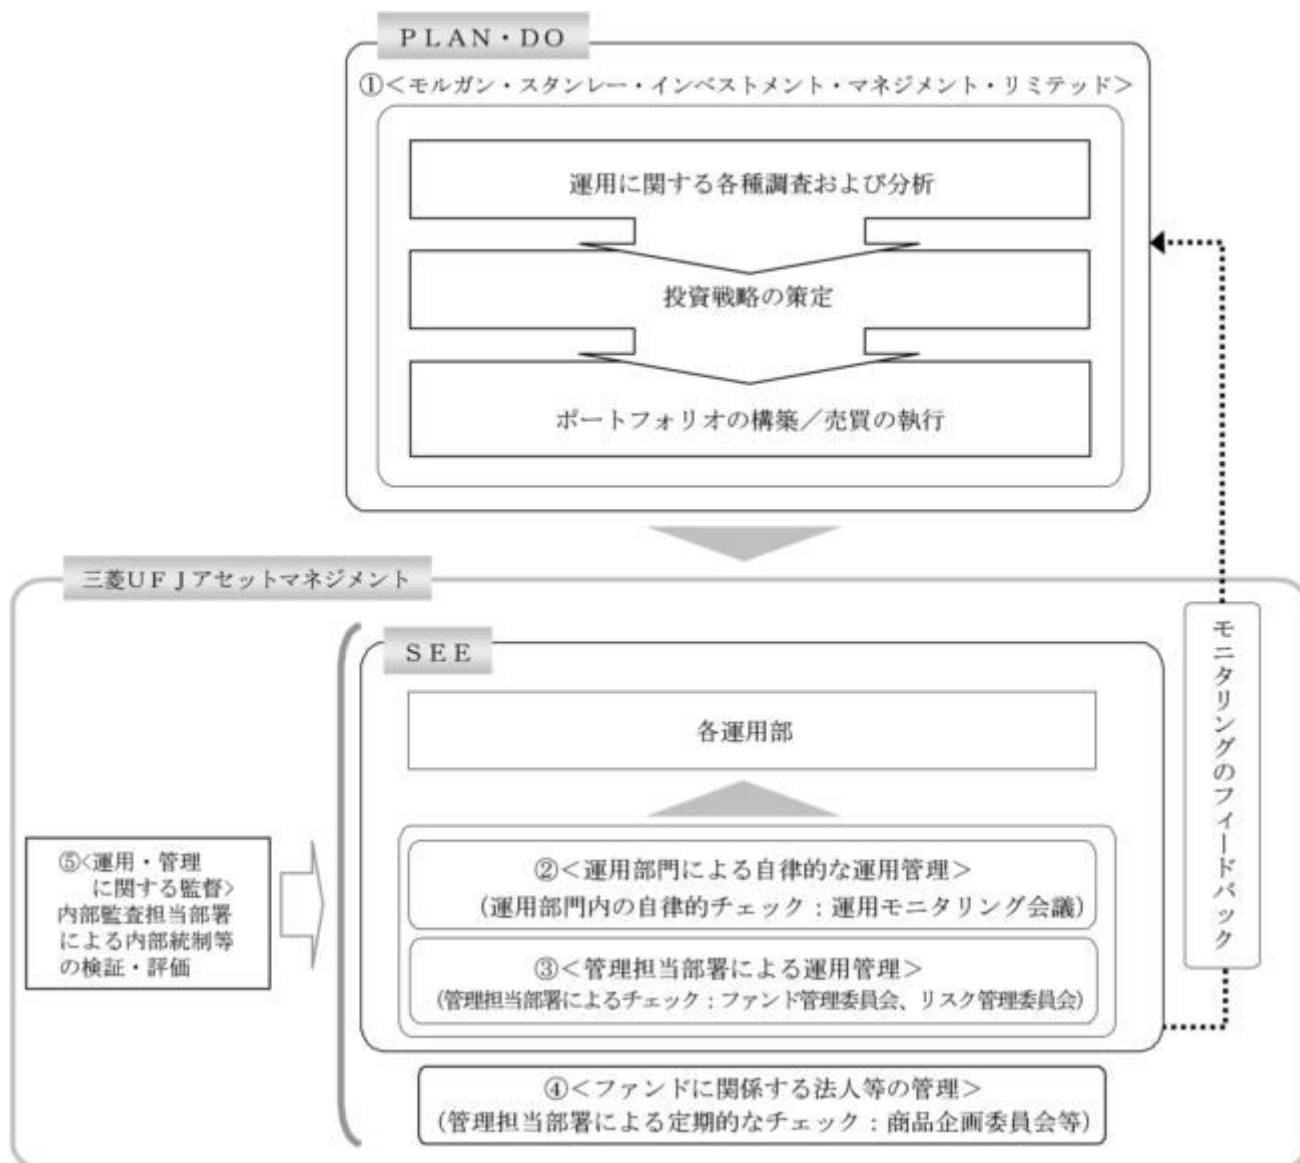 PLAN・DO
①<モルガン・スタンレー・インベストメント・マネジメント・リミテッド>
運用に関する各種調査および分析
投資戦略の策定
ポートフォリオの構築/売買の執行
三菱UFJアセットマネジメント
SEE
各運用部
モニタリングのフィードバック
⑤<運用・管理
に関する監督>
内部監査担当部署
による内部統制等
の検証・評価
②<運用部門による自律的な運用管理>
(運用部門内の自律的チェック:運用モニタリング会議)
③<管理担当部署による運用管理>
(管理担当部署によるチェック:ファンド管理委員会、リスク管理委員会)
④<ファンドに関係する法人等の管理>
(管理担当部署による定期的なチェック:商品企画委員会等)